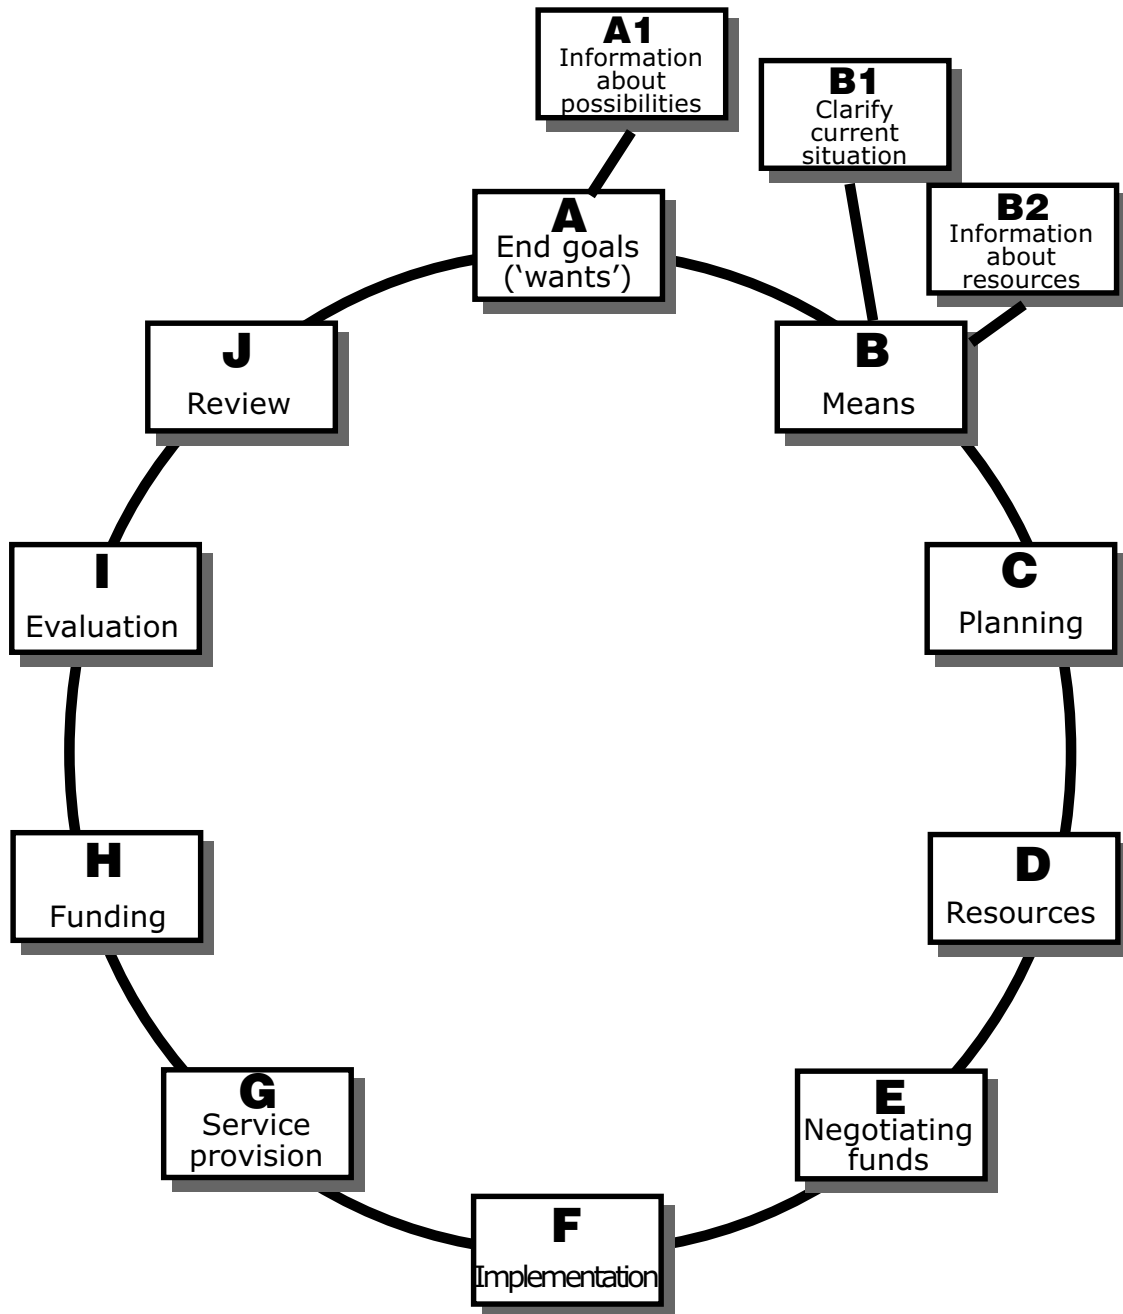 A1
Information
about
possibilities
B1
Clarify
current
situation
B2
Information
about
resources
A
End goals
(‘wants’)
B
Means
C
Planning
D
Resources
E
Negotiating
funds
F
Implementation
G
Service
provision
H
Funding
I
Evaluation
J
Review